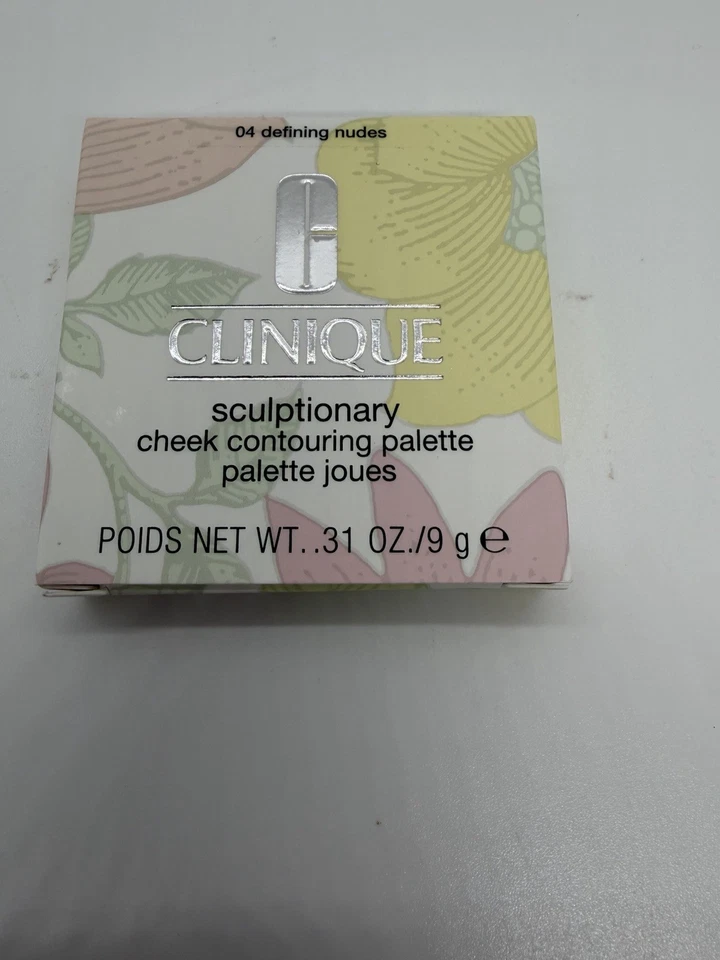 04 defining nudes
CLINIQUE
sculptionary
cheek contouring palette
palette joues
POIDS NET WT. .31 OZ./9 g ℮